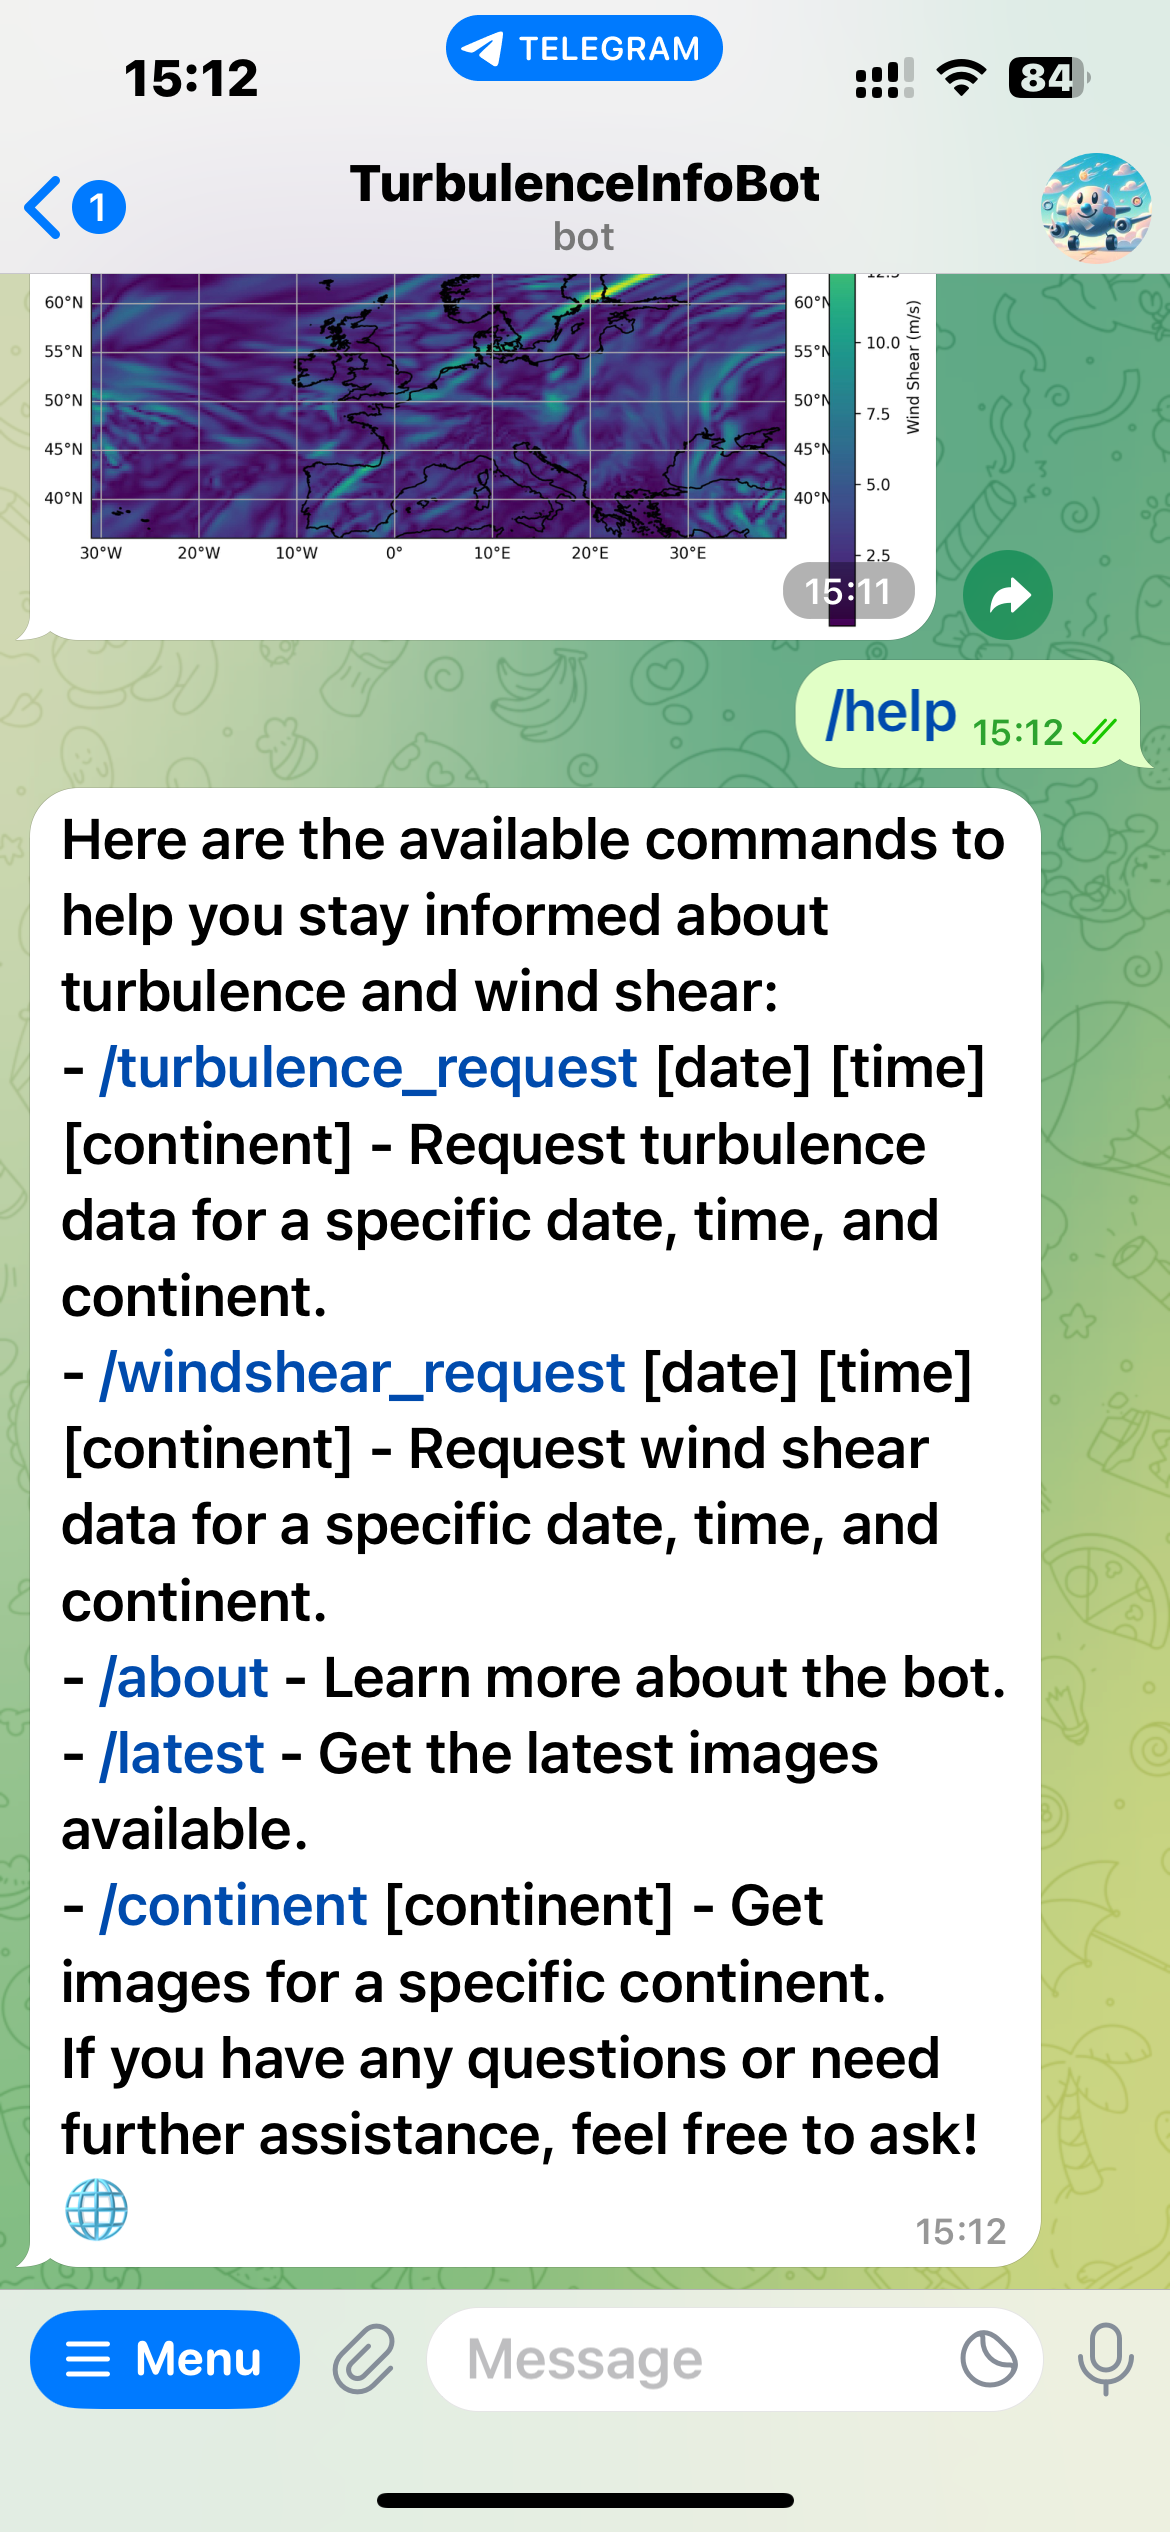 TELEGRAM
15:12
84
1
TurbulenceInfoBot
bot
60°N
55°N
50°N
45°N
40°N
30°W 20°W 10°W 0° 10°E 20°E 30°E
60°N
55°N
50°N
45°N
40°N
12.5
10.0
7.5
5.0
2.5
Wind Shear (m/s)
15:11
/help 15:12
Here are the available commands to
help you stay informed about
turbulence and wind shear:
- /turbulence_request [date] [time]
[continent] - Request turbulence
data for a specific date, time, and
continent.
- /windshear_request [date] [time]
[continent] - Request wind shear
data for a specific date, time, and
continent.
- /about - Learn more about the bot.
- /latest - Get the latest images
available.
- /continent [continent] - Get
images for a specific continent.
If you have any questions or need
further assistance, feel free to ask!
15:12
Menu
Message